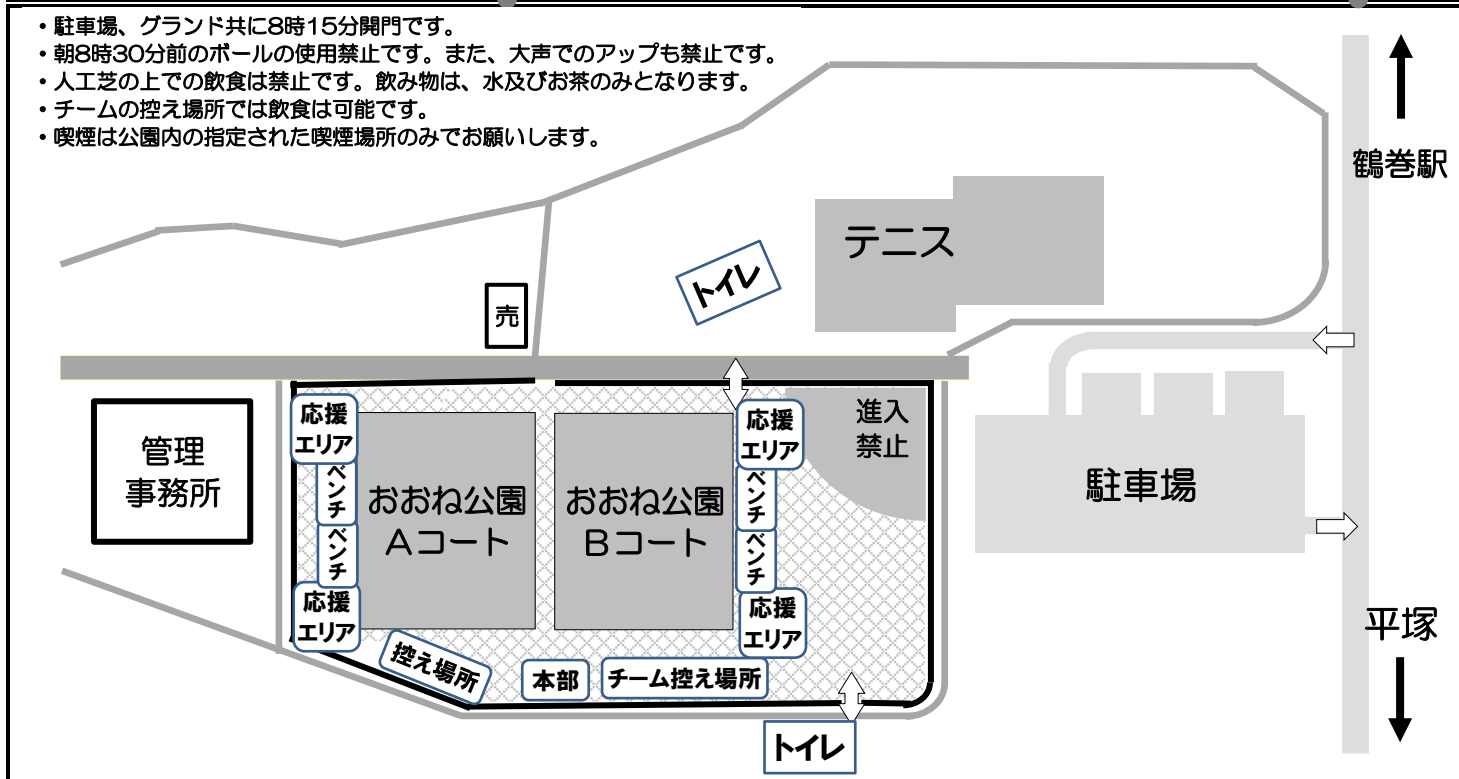 ・駐車場、グランド共に8時15分開門です。
・朝8時30分前のボールの使用禁止です。また、大声でのアップも禁止です。
・人工芝の上での飲食は禁止です。飲み物は、水及びお茶のみとなります。
・チームの控え場所では飲食は可能です。
・喫煙は公園内の指定された喫煙場所のみでお願いします。
鶴巻駅
テニス
トイレ
売
管理
事務所
応援
エリア
ベンチ
ベンチ
応援
エリア
おおね公園
Aコート
おおね公園
Bコート
応援
エリア
ベンチ
ベンチ
応援
エリア
進入
禁止
駐車場
平塚
控え場所
本部
チーム控え場所
トイレ